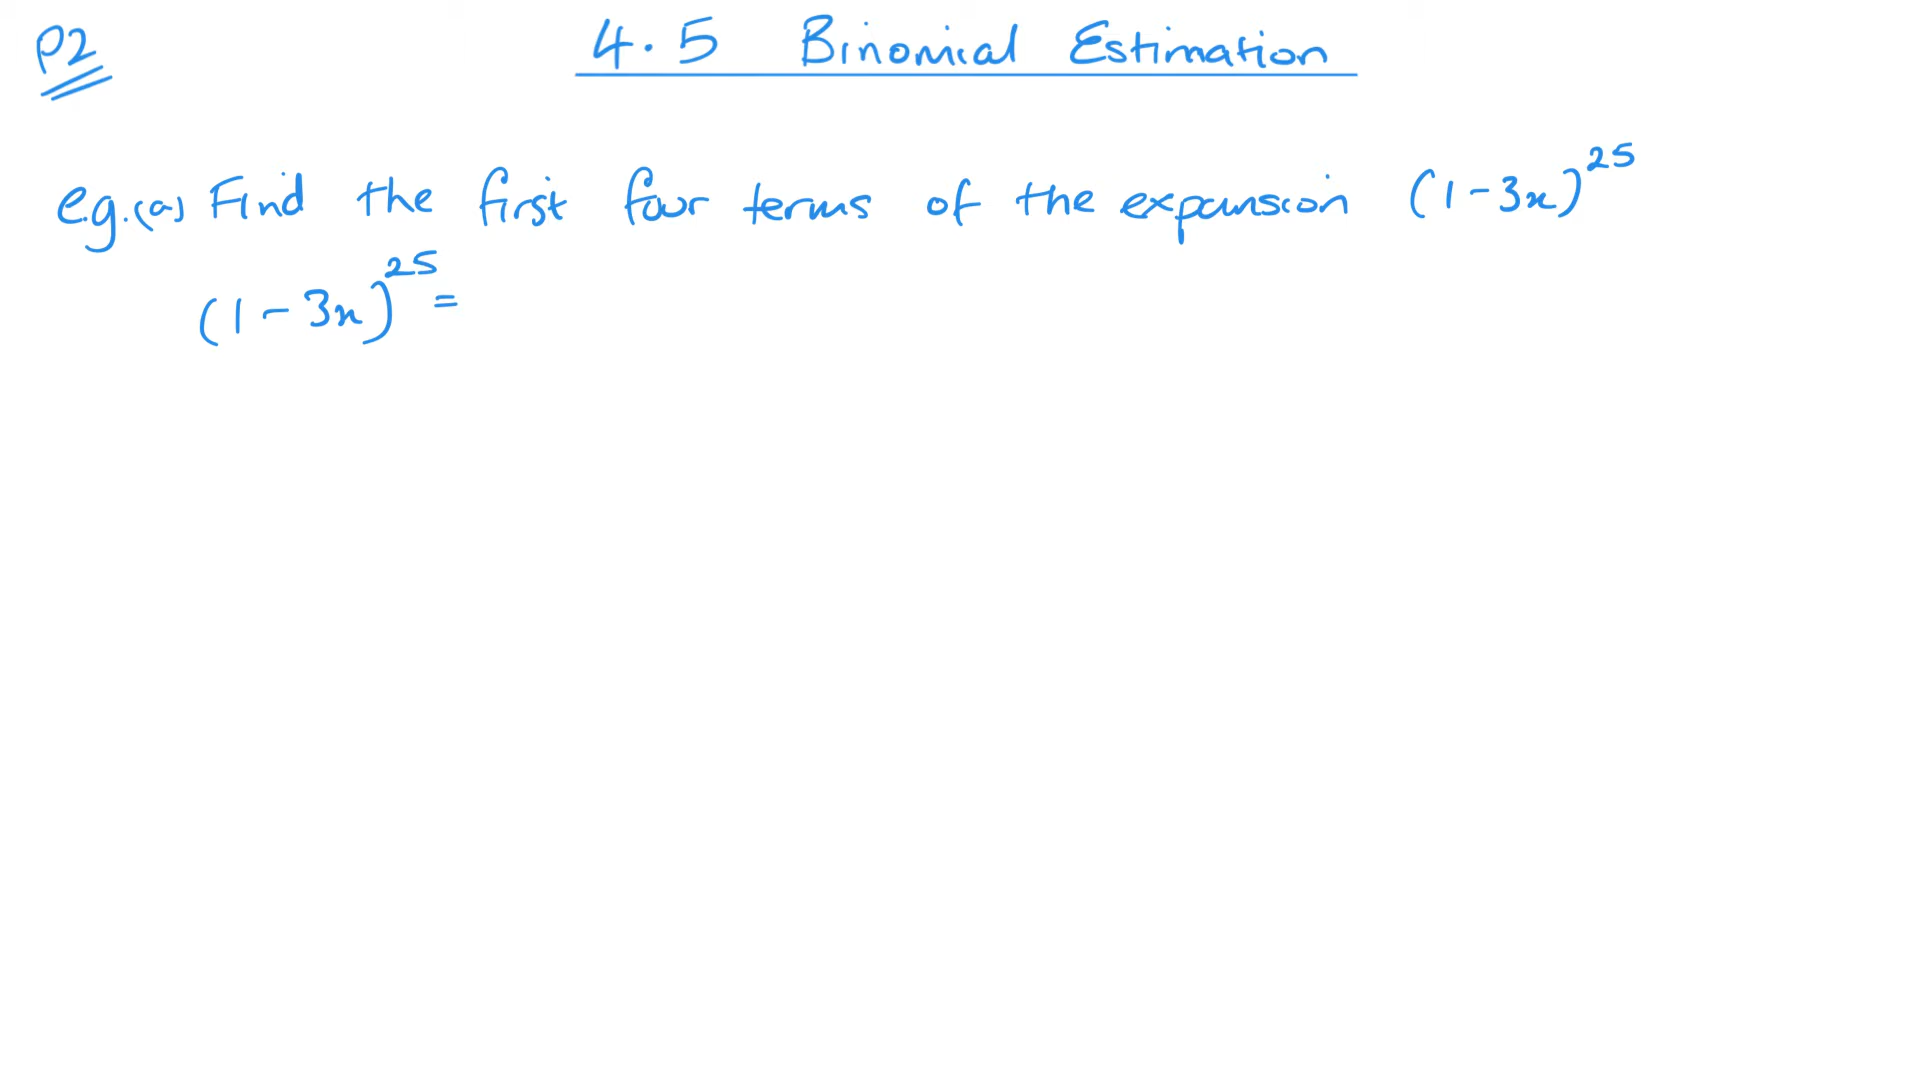 P2
4.5 Binomial Estimation
e.g.(a) Find the first four terms of the expansion (1-3x)^25
(1-3x)^25 =